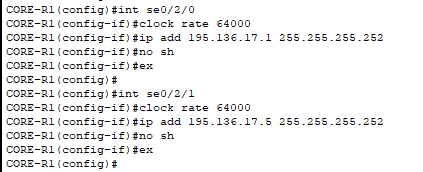 CORE-R1(config)#int se0/2/0
CORE-R1(config-if)#clock rate 64000
CORE-R1(config-if)#ip add 195.136.17.1 255.255.255.252
CORE-R1(config-if)#no sh
CORE-R1(config-if)#ex
CORE-R1(config)#
CORE-R1(config)#int se0/2/1
CORE-R1(config-if)#clock rate 64000
CORE-R1(config-if)#ip add 195.136.17.5 255.255.255.252
CORE-R1(config-if)#no sh
CORE-R1(config-if)#ex
CORE-R1(config)#